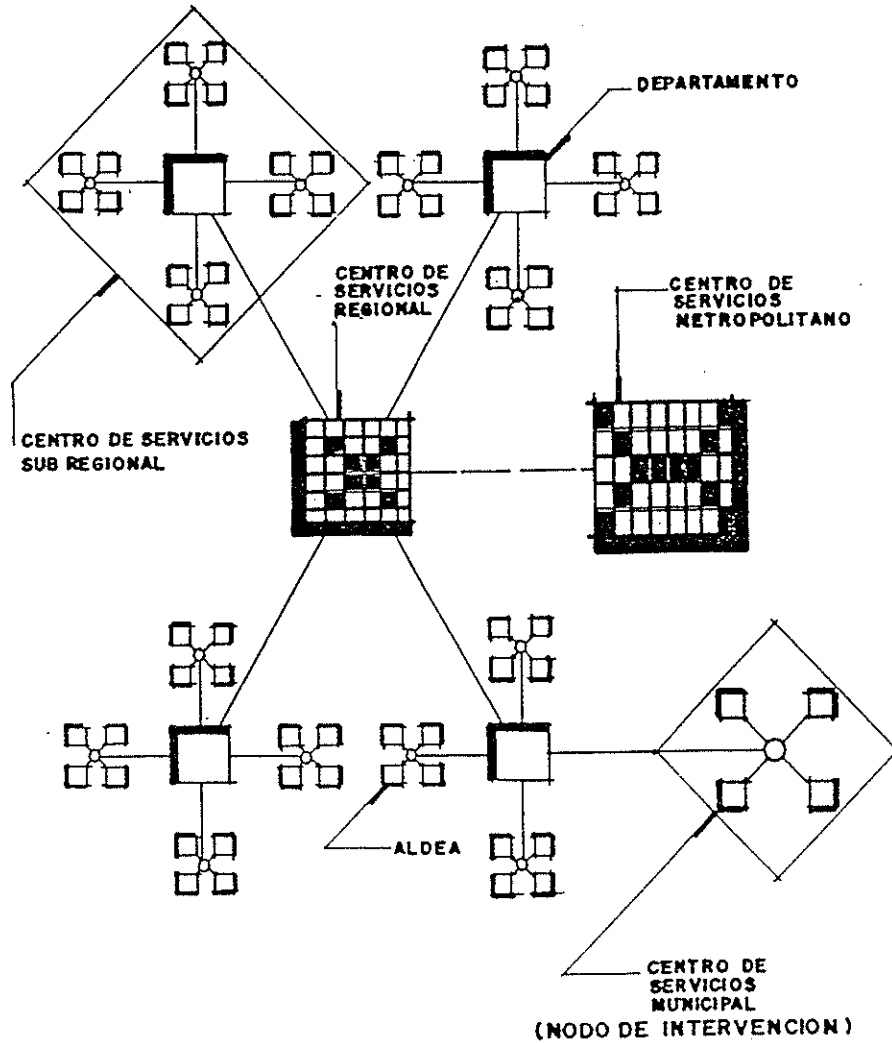 DEPARTAMENTO
CENTRO DE
SERVICIOS
REGIONAL
CENTRO DE
SERVICIOS
METROPOLITANO
CENTRO DE SERVICIOS
SUB REGIONAL
ALDEA
CENTRO DE
SERVICIOS
MUNICIPAL
(NODO DE INTERVENCION)